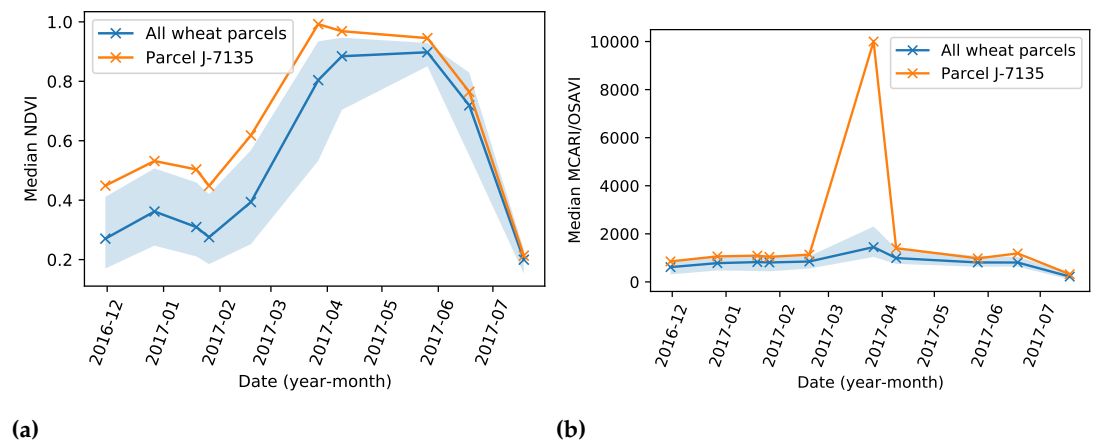 All wheat parcels
Parcel J-7135
Median NDVI
1.0
0.8
0.6
0.4
0.2
2016-12
2017-01
2017-02
2017-03
2017-04
2017-05
2017-06
2017-07
Date (year-month)
(a)
All wheat parcels
Parcel J-7135
Median MCARI/OSAVI
10000
8000
6000
4000
2000
0
2016-12
2017-01
2017-02
2017-03
2017-04
2017-05
2017-06
2017-07
Date (year-month)
(b)